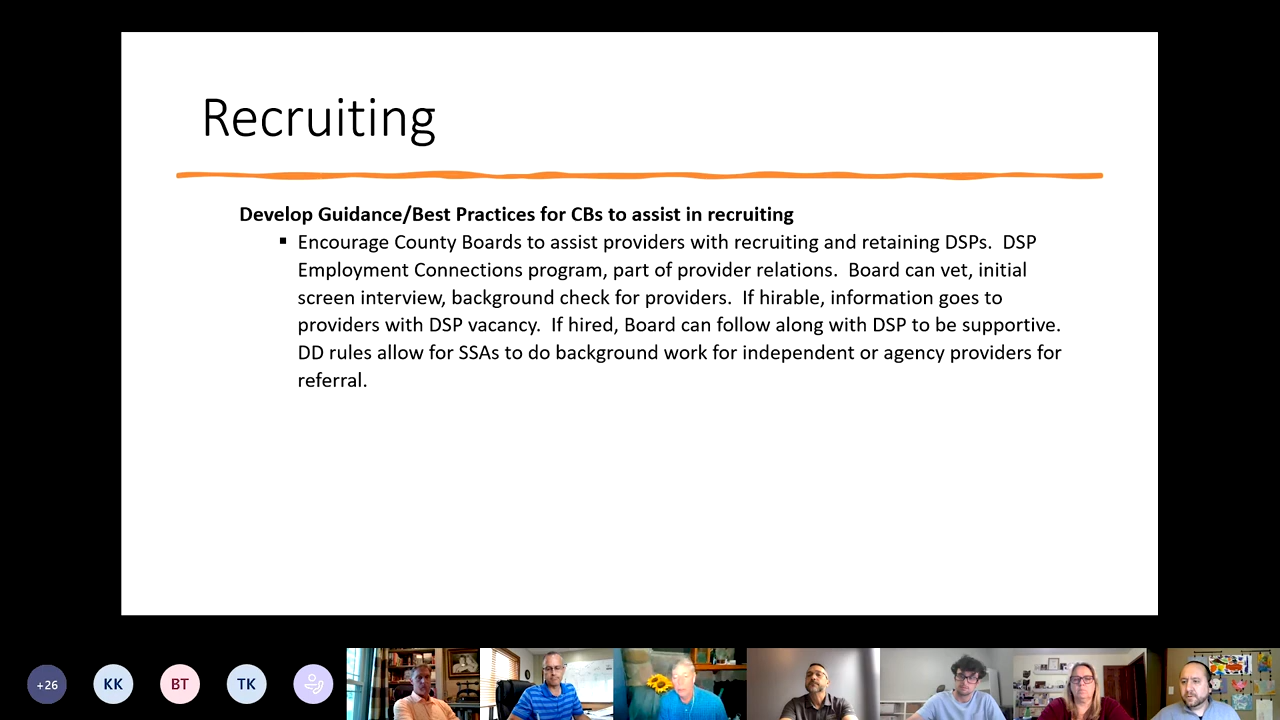 Recruiting
Develop Guidance/Best Practices for CBs to assist in recruiting
▪ Encourage County Boards to assist providers with recruiting and retaining DSPs.  DSP
Employment Connections program, part of provider relations.  Board can vet, initial
screen interview, background check for providers.  If hirable, information goes to
providers with DSP vacancy.  If hired, Board can follow along with DSP to be supportive.
DD rules allow for SSAs to do background work for independent or agency providers for
referral.
+26 KK BT TK